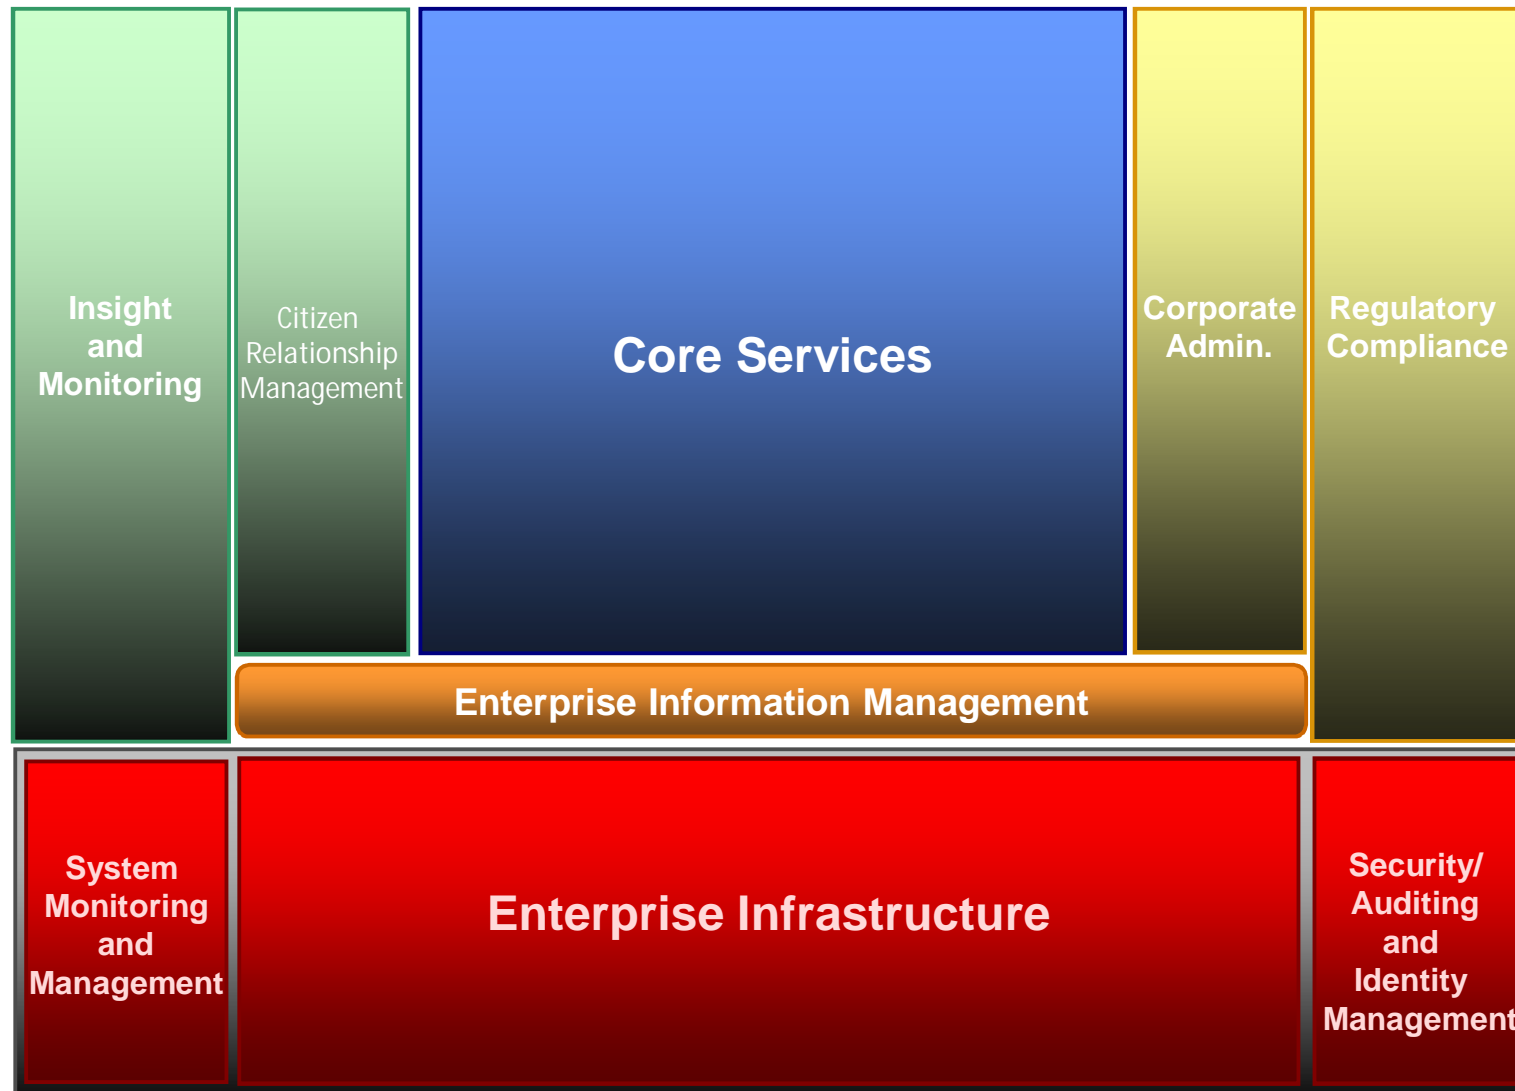 Insight
and
Monitoring
Citizen
Relationship
Management
Core Services
Corporate
Admin.
Regulatory
Compliance
Enterprise Information Management
System
Monitoring
and
Management
Enterprise Infrastructure
Security/
Auditing
and
Identity
Management